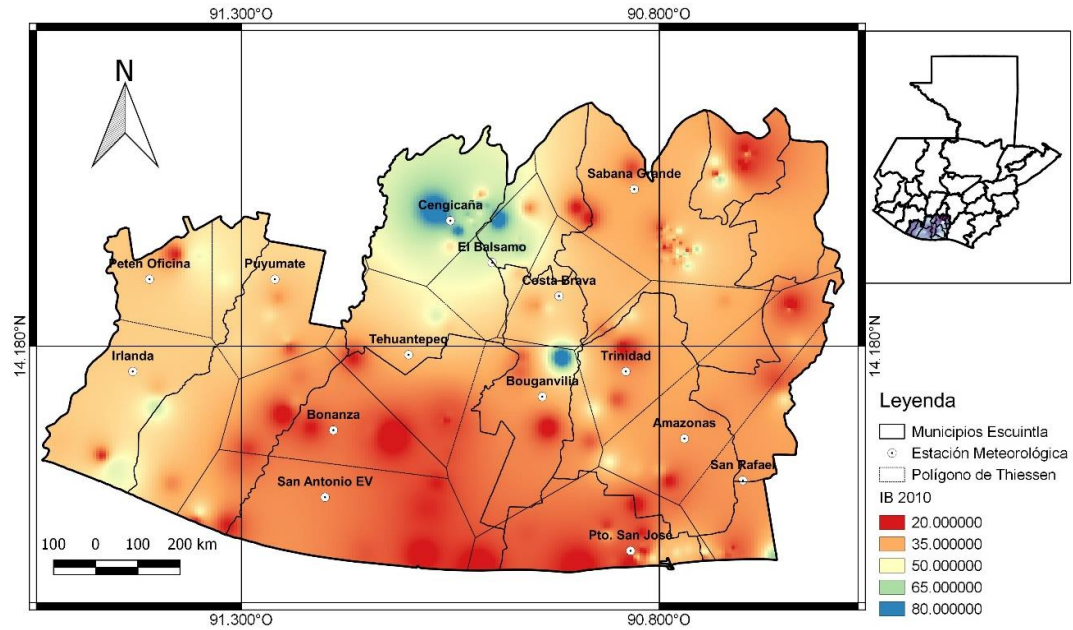 91.300°O
90.800°O
N
Sabana Grande
Cengicaña
El Balsamo
Peten Oficina
Puyumate
Costa Brava
14.180°N
14.180°N
Tehuantepeq
Irlanda
Trinidad
Bouganvilia
Bonanza
Amazonas
San Rafael
San Antonio EV
Pto. San José
100 0 100 200 km
91.300°O
90.800°O
Leyenda
Municipios Escuintla
Estación Meteorológica
Polígono de Thiessen
IB 2010
20.000000
35.000000
50.000000
65.000000
80.000000